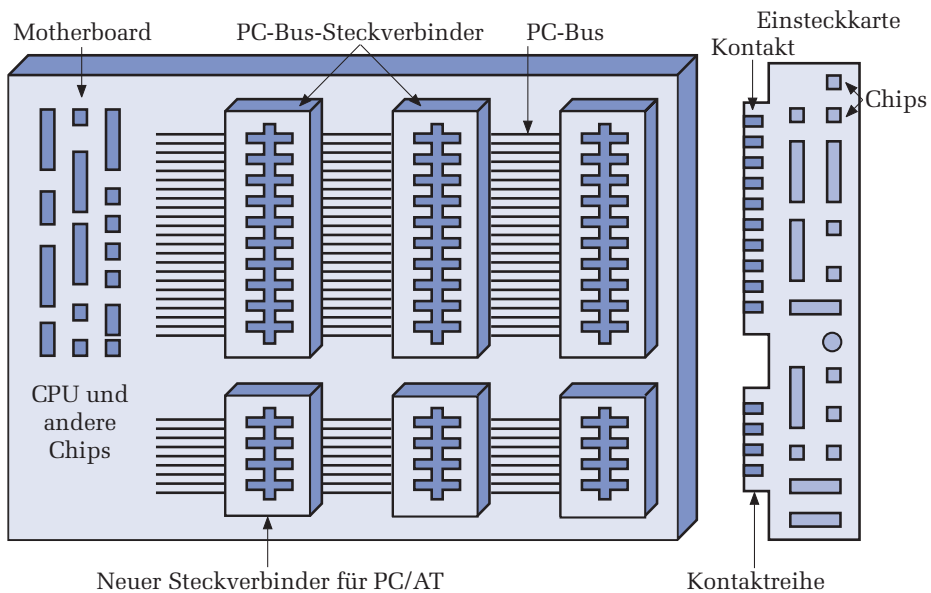 Motherboard
PC-Bus-Steckverbinder
PC-Bus
Einsteckkarte
Kontakt
Chips
CPU und
andere
Chips
Neuer Steckverbinder für PC/AT
Kontaktreihe